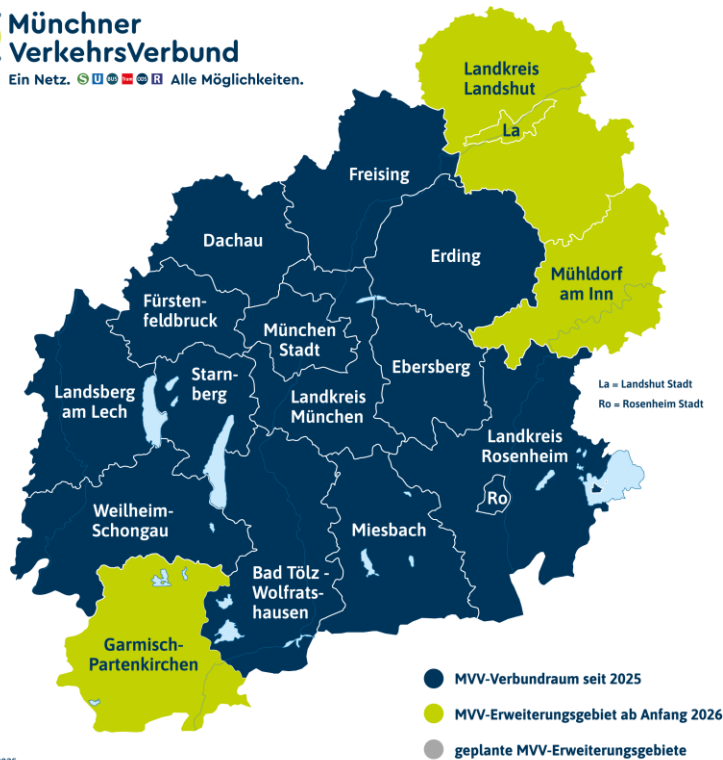 Münchner
VerkehrsVerbund
Ein Netz. S U BUS Tram R Alle Möglichkeiten.
Landkreis
Landshut
La
Freising
Dachau
Erding
Mühldorf
am Inn
Fürsten-
feldbruck
München
Stadt
Ebersberg
Starn-
berg
Landsberg
am Lech
Landkreis
München
La = Landshut Stadt
Ro = Rosenheim Stadt
Landkreis
Rosenheim
Ro
Weilheim-
Schongau
Miesbach
Bad Tölz -
Wolfrats-
hausen
Garmisch-
Partenkirchen
MVV-Verbundraum seit 2025
MVV-Erweiterungsgebiet ab Anfang 2026
geplante MVV-Erweiterungsgebiete